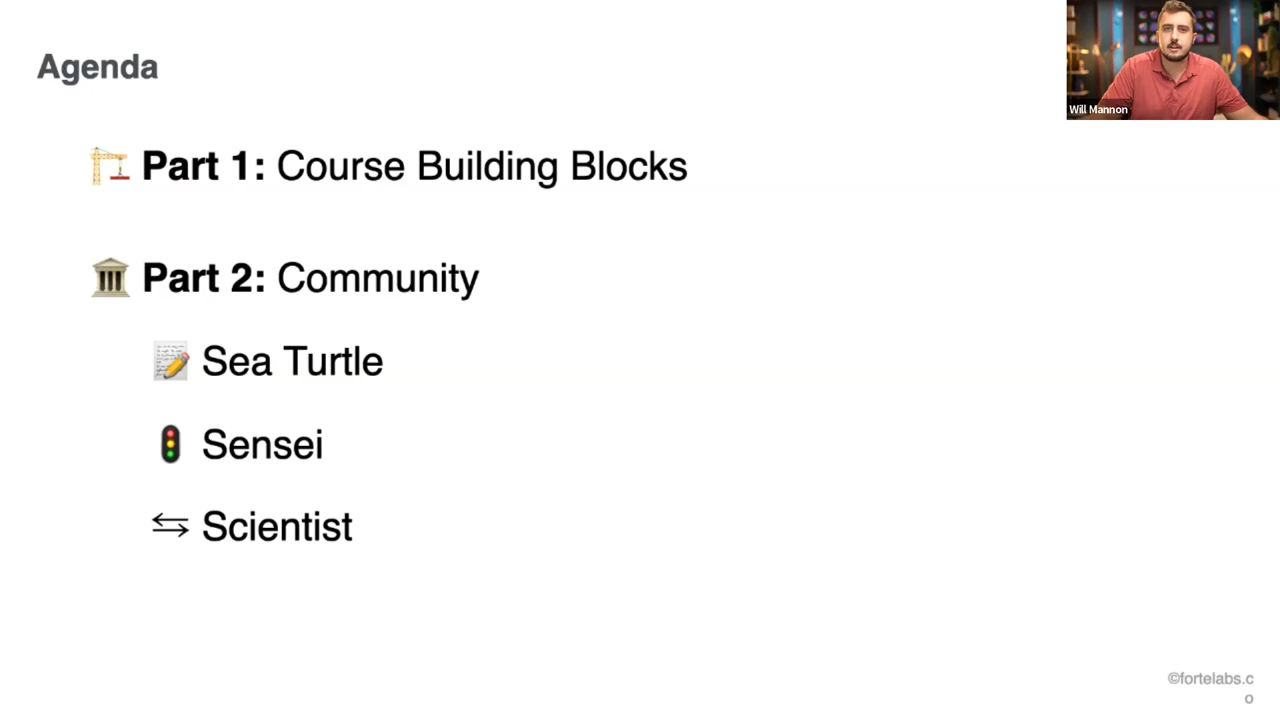 Agenda
Will Mannon
Part 1: Course Building Blocks
Part 2: Community
Sea Turtle
Sensei
Scientist
©fortelabs.c
o